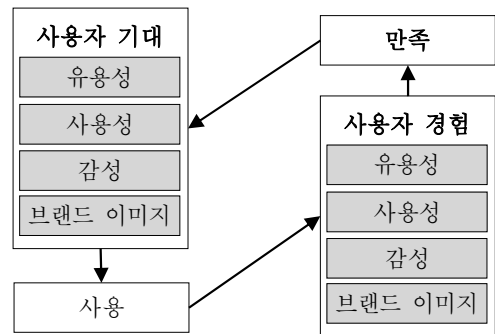 사용자 기대
유용성
사용성
감성
브랜드 이미지
사용
만족
사용자 경험
유용성
사용성
감성
브랜드 이미지